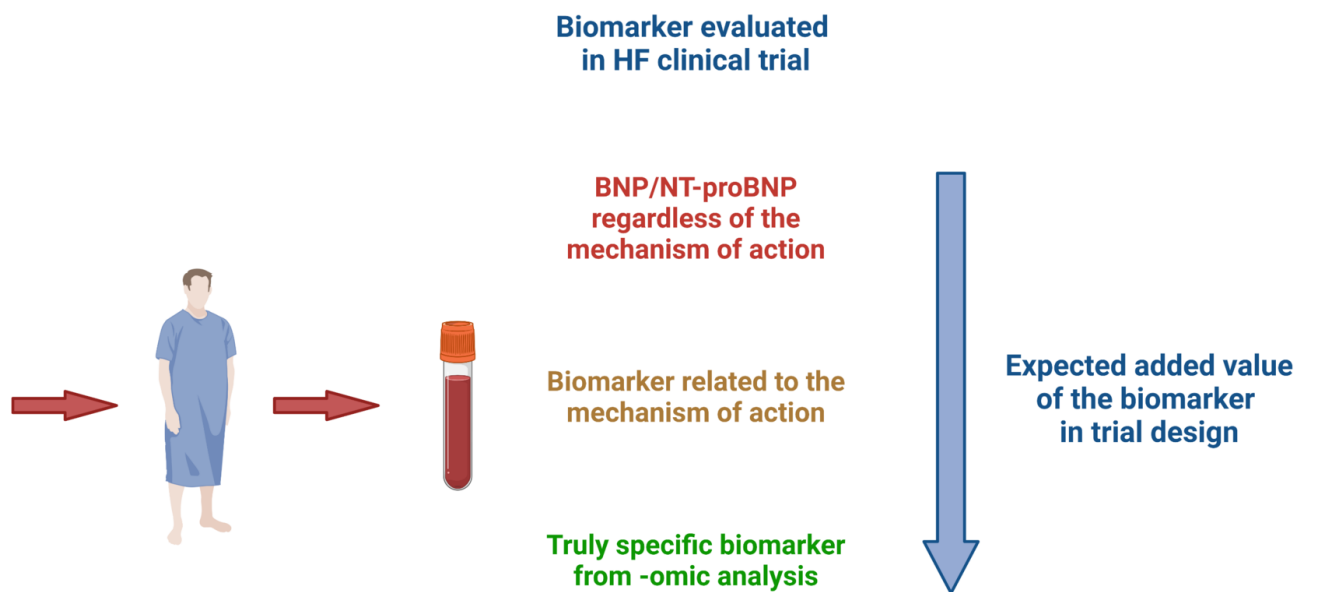 Biomarker evaluated
in HF clinical trial
BNP/NT-proBNP
regardless of the
mechanism of action
Biomarker related to the
mechanism of action
Truly specific biomarker
from -omic analysis
Expected added value
of the biomarker
in trial design